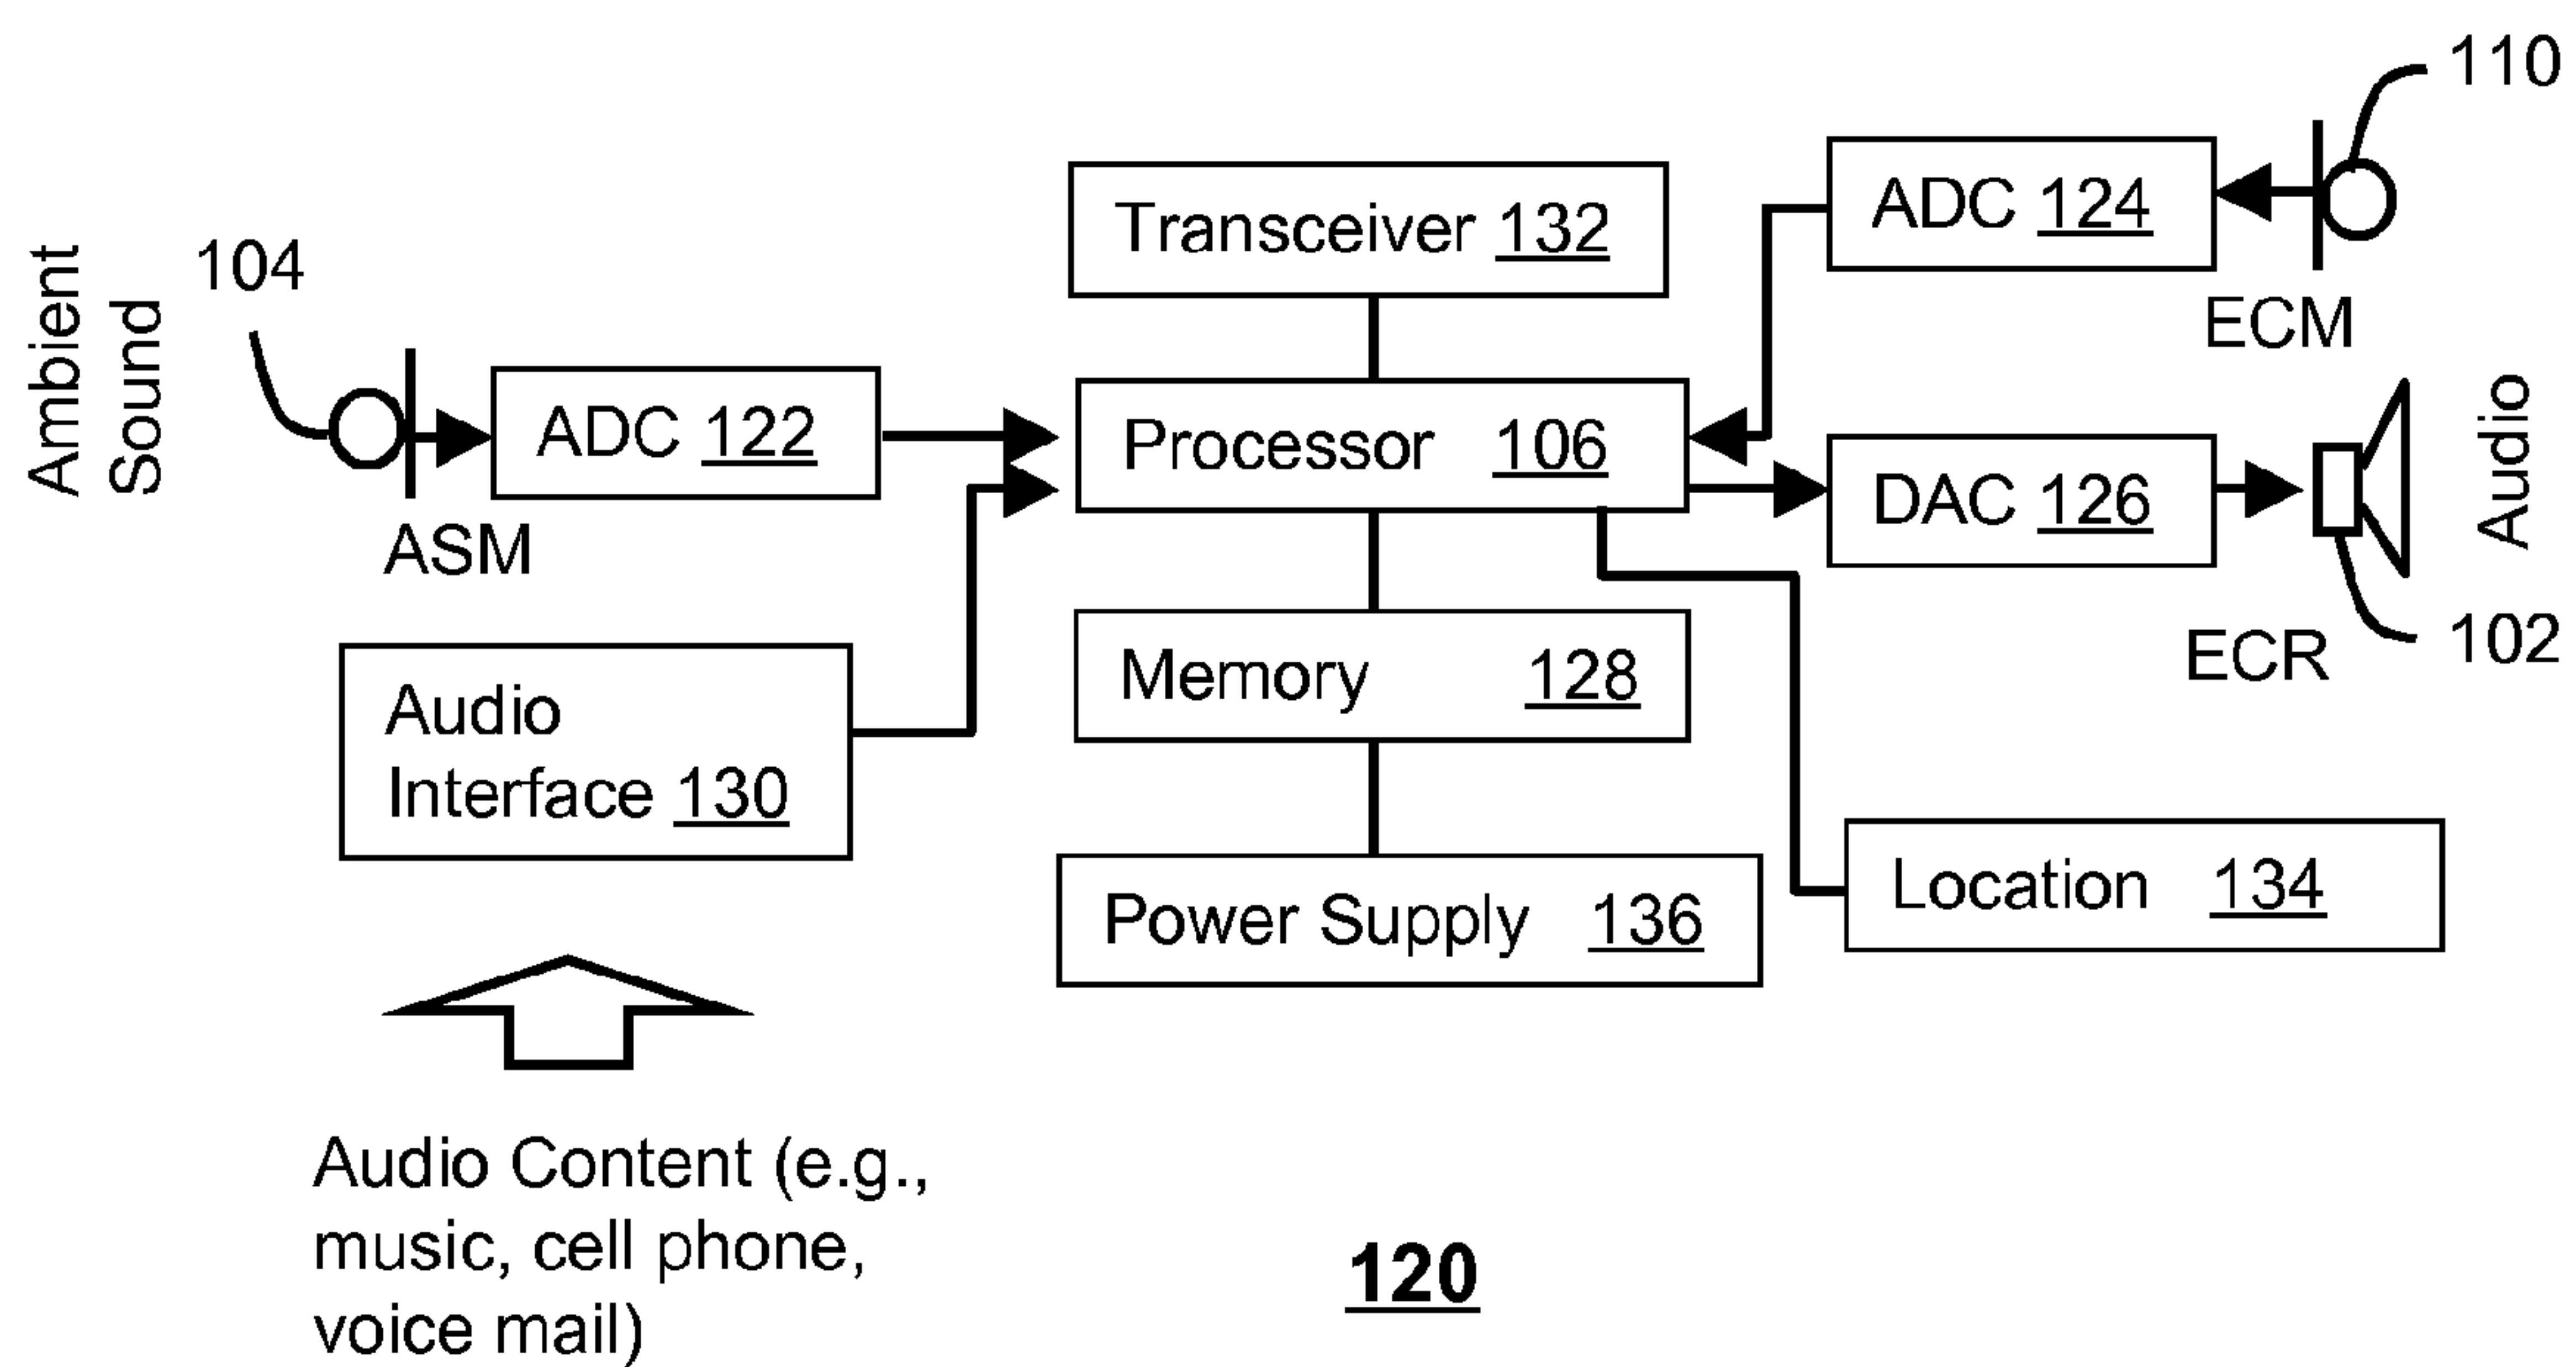 110
ADC 124
Transceiver 132
104
Ambient
Sound
ECM
ADC 122
Processor 106
DAC 126
Audio
ASM
ECR
102
Audio
Interface 130
Memory 128
Location 134
Power Supply 136
Audio Content (e.g.,
music, cell phone,
voice mail)
120